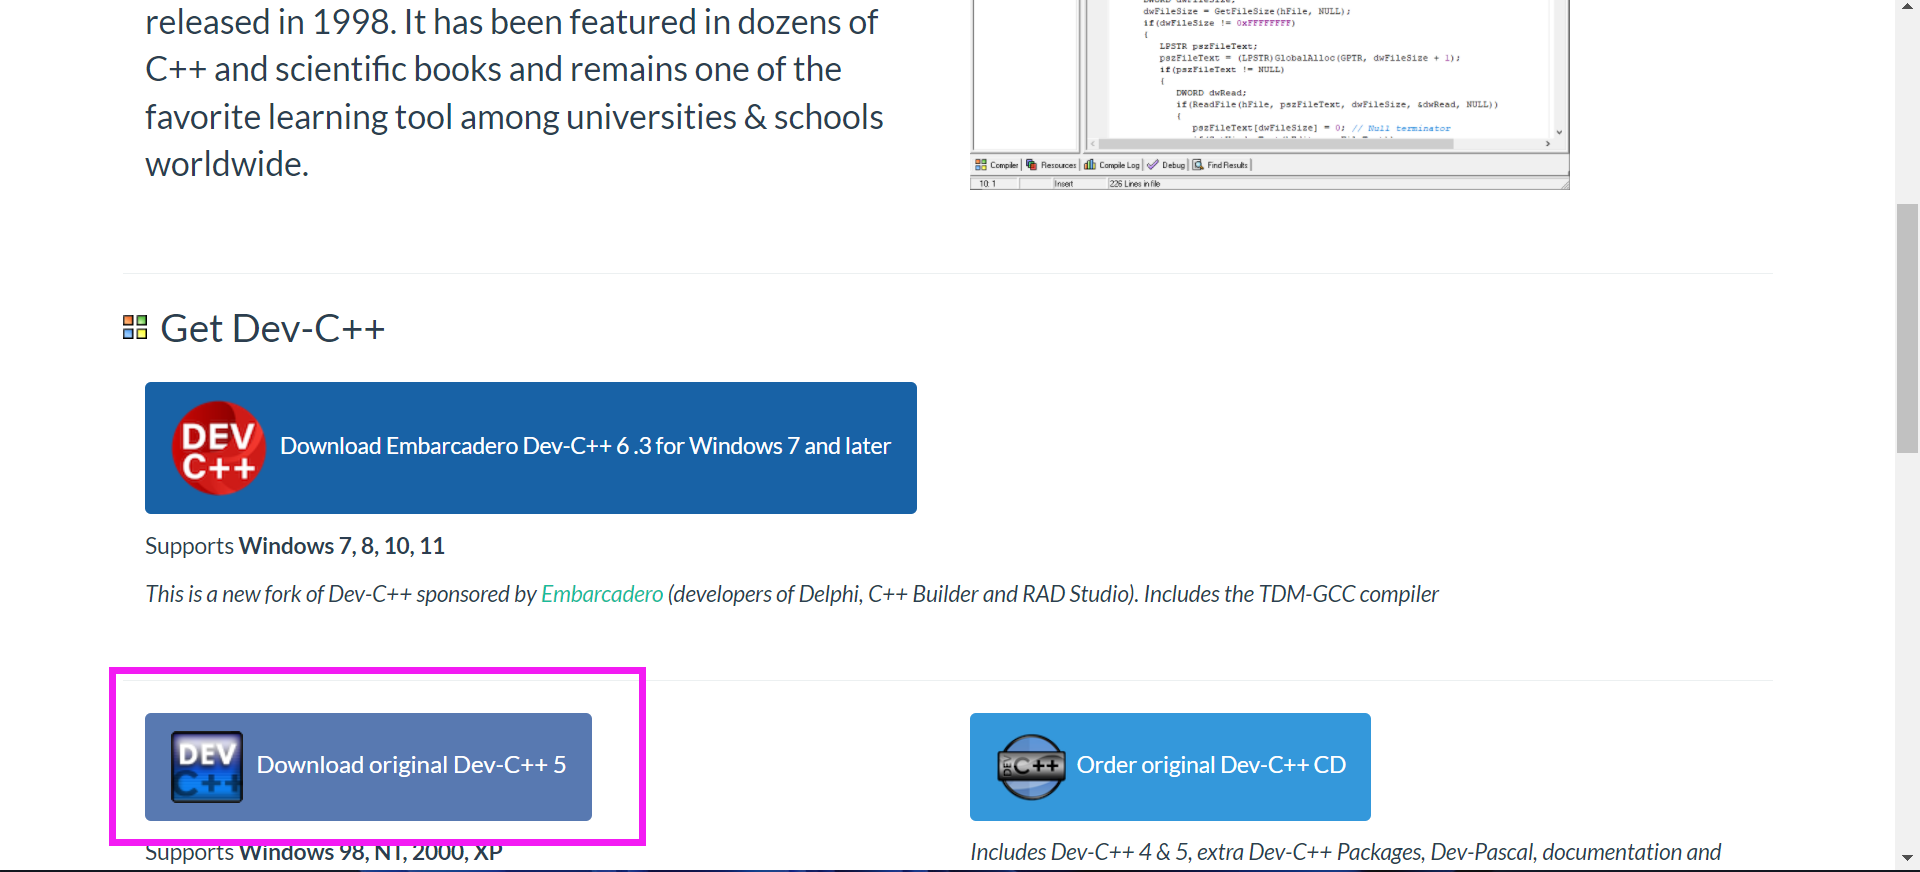 released in 1998. It has been featured in dozens of
C++ and scientific books and remains one of the
favorite learning tool among universities & schools
worldwide.
dwFileSize = GetFileSize(hFile, NULL);
if(dwFileSize != 0xFFFFFFFF)
{
LPSTR pszFileText;
pszFileText = (LPSTR)GlobalAlloc(GPTR, dwFileSize + 1);
if(pszFileText != NULL)
{
DWORD dwRead;
if(ReadFile(hFile, pszFileText, dwFileSize, &dwRead, NULL))
{
pszFileText[dwFileSize] = 0; // Null terminator
Compiler Resources Compile Log Debug Find Results
10: 1 Insert 226 Lines in file
Get Dev-C++
DEV
C++
Download Embarcadero Dev-C++ 6 .3 for Windows 7 and later
Supports Windows 7, 8, 10, 11
This is a new fork of Dev-C++ sponsored by Embarcadero (developers of Delphi, C++ Builder and RAD Studio). Includes the TDM-GCC compiler
DEV
C++
Download original Dev-C++ 5
DEV
C++
Order original Dev-C++ CD
Supports Windows 98, NT, 2000, XP
Includes Dev-C++ 4 & 5, extra Dev-C++ Packages, Dev-Pascal, documentation and